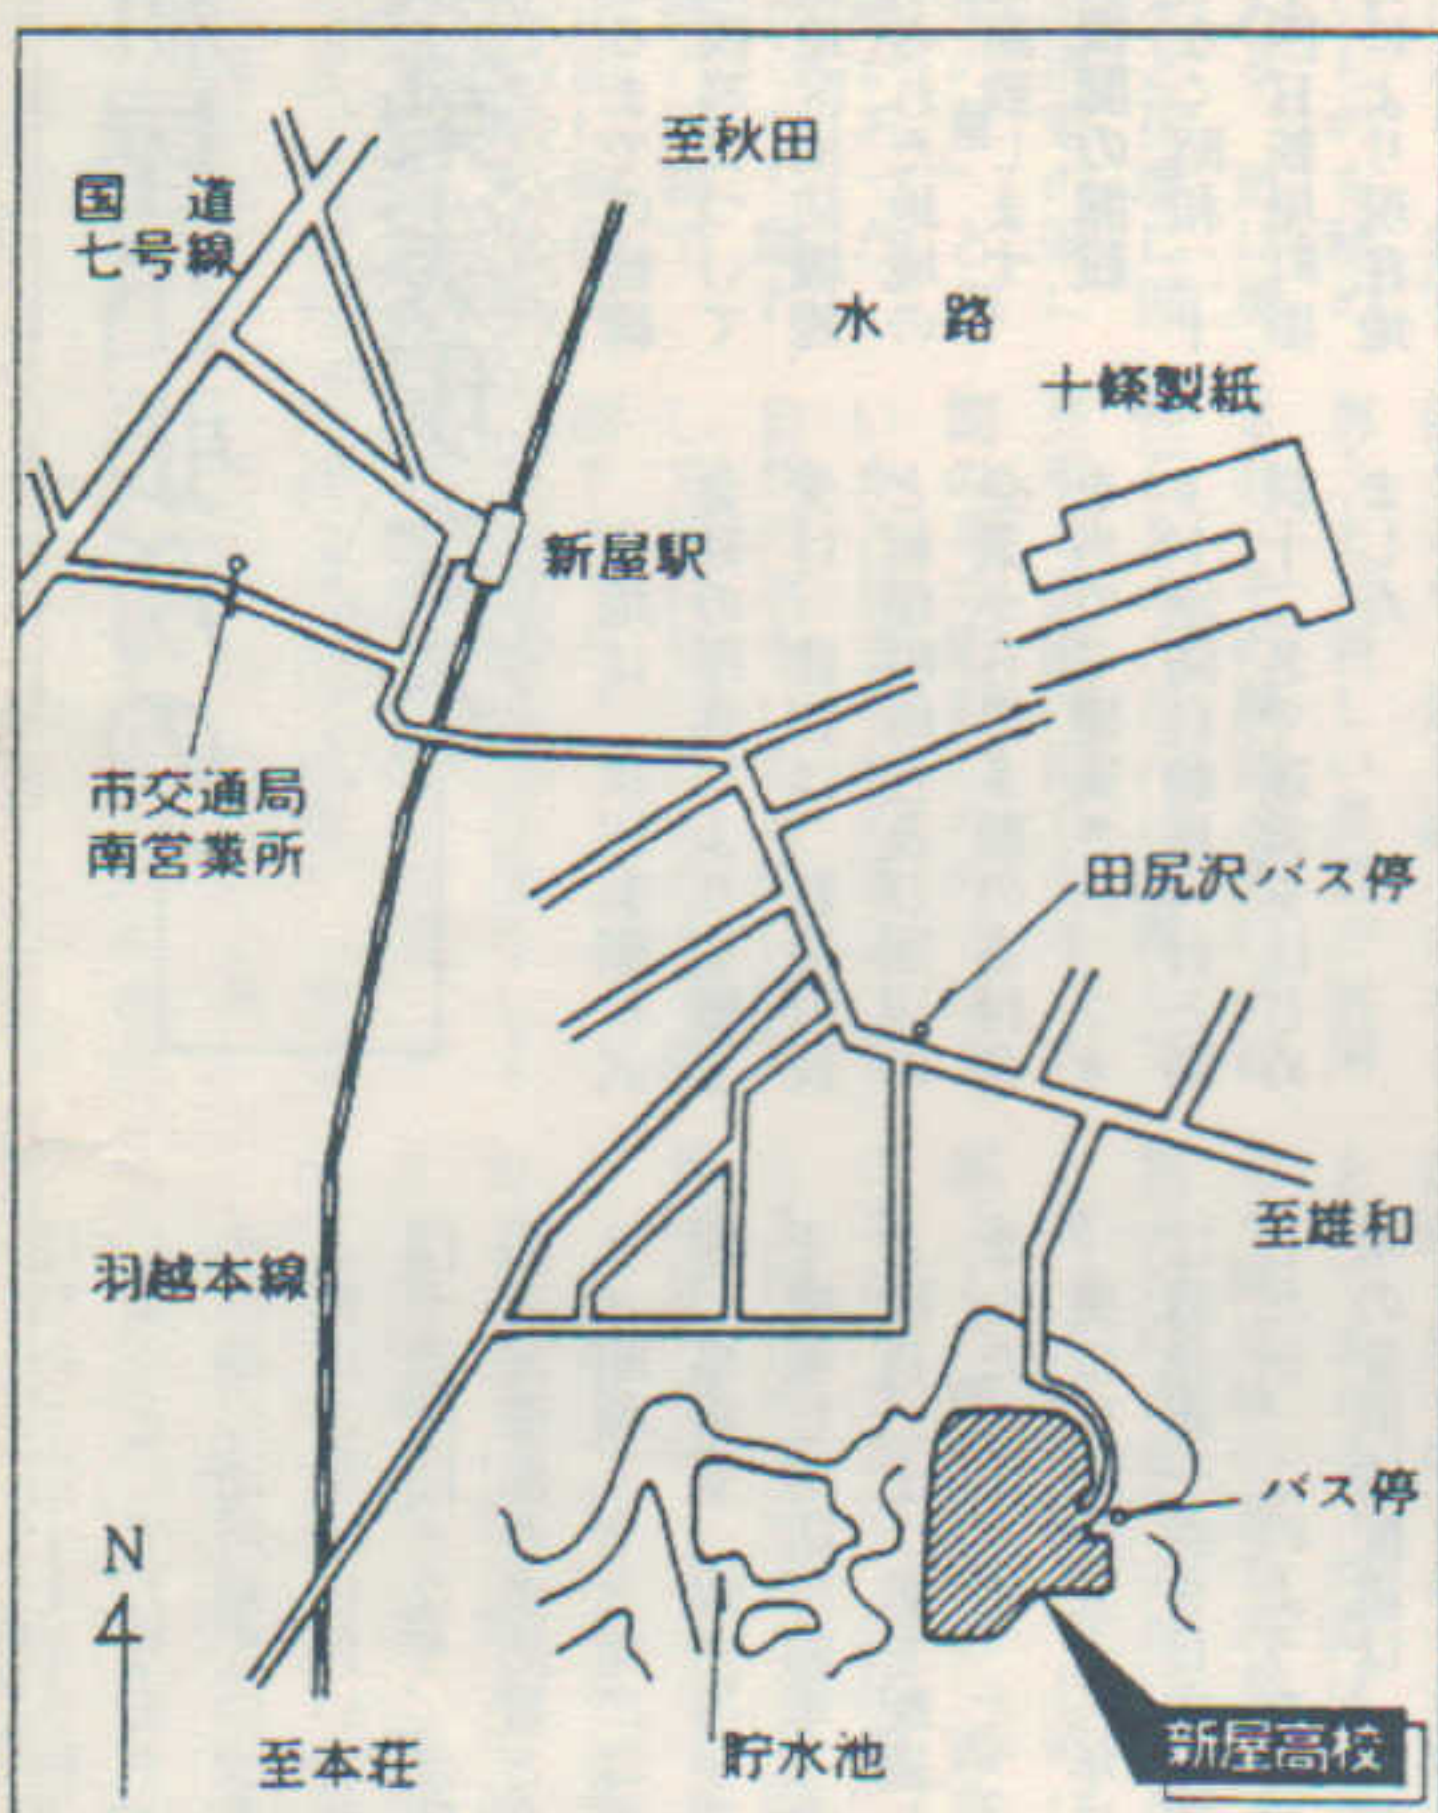 至秋田
国道
七号線
水路
十條製紙
新屋駅
市交通局
南営業所
田尻沢バス停
至雄和
羽越本線
バス停
N
至本荘
貯水池
新屋高校